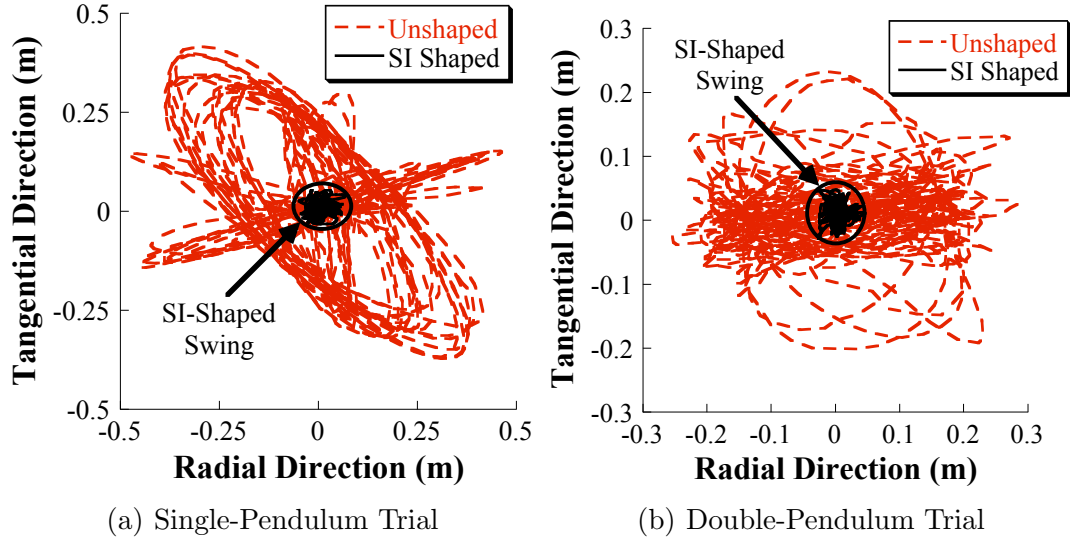 0.5
0.25
0
-0.25
-0.5
-0.5
-0.25
0
0.25
0.5
Tangential Direction (m)
Radial Direction (m)
Unshaped
SI Shaped
SI-Shaped
Swing
(a) Single-Pendulum Trial
0.3
0.2
0.1
0
-0.1
-0.2
-0.3
-0.3
-0.2
-0.1
0
0.1
0.2
0.3
Tangential Direction (m)
Radial Direction (m)
Unshaped
SI Shaped
SI-Shaped
Swing
(b) Double-Pendulum Trial